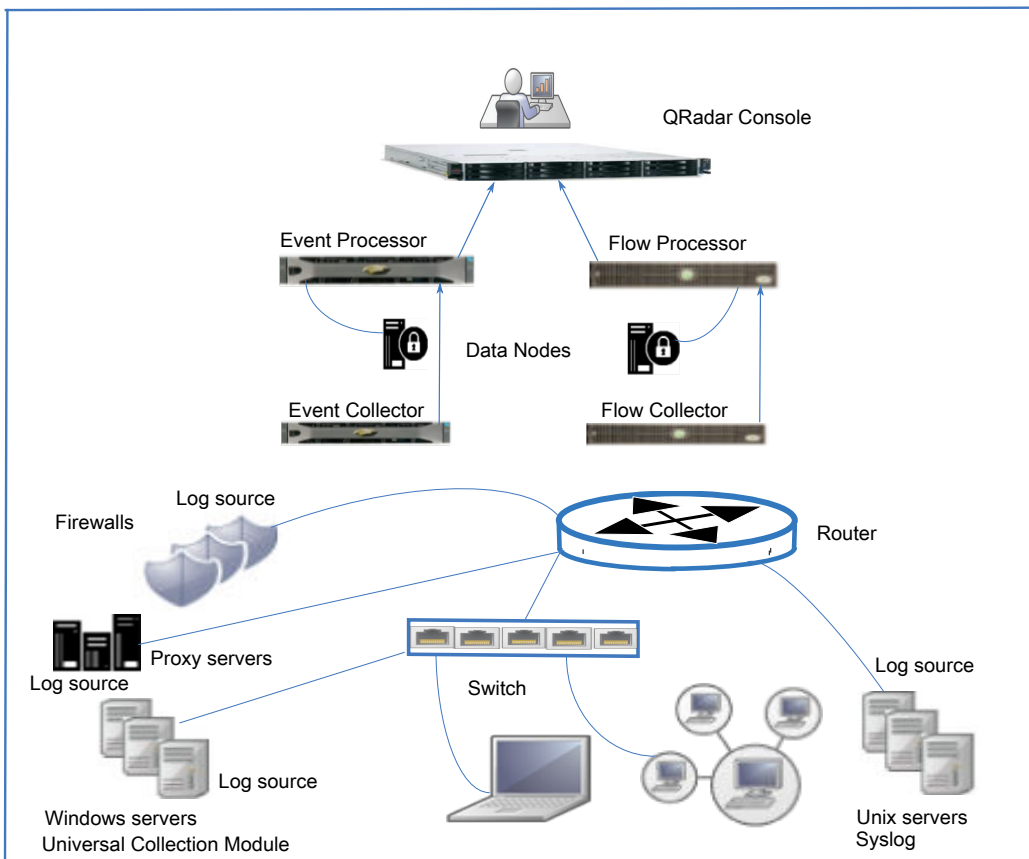 QRadar Console
Event Processor
Flow Processor
Data Nodes
Event Collector
Flow Collector
Log source
Firewalls
Router
Proxy servers
Log source
Switch
Log source
Log source
Windows servers
Universal Collection Module
Unix servers
Syslog